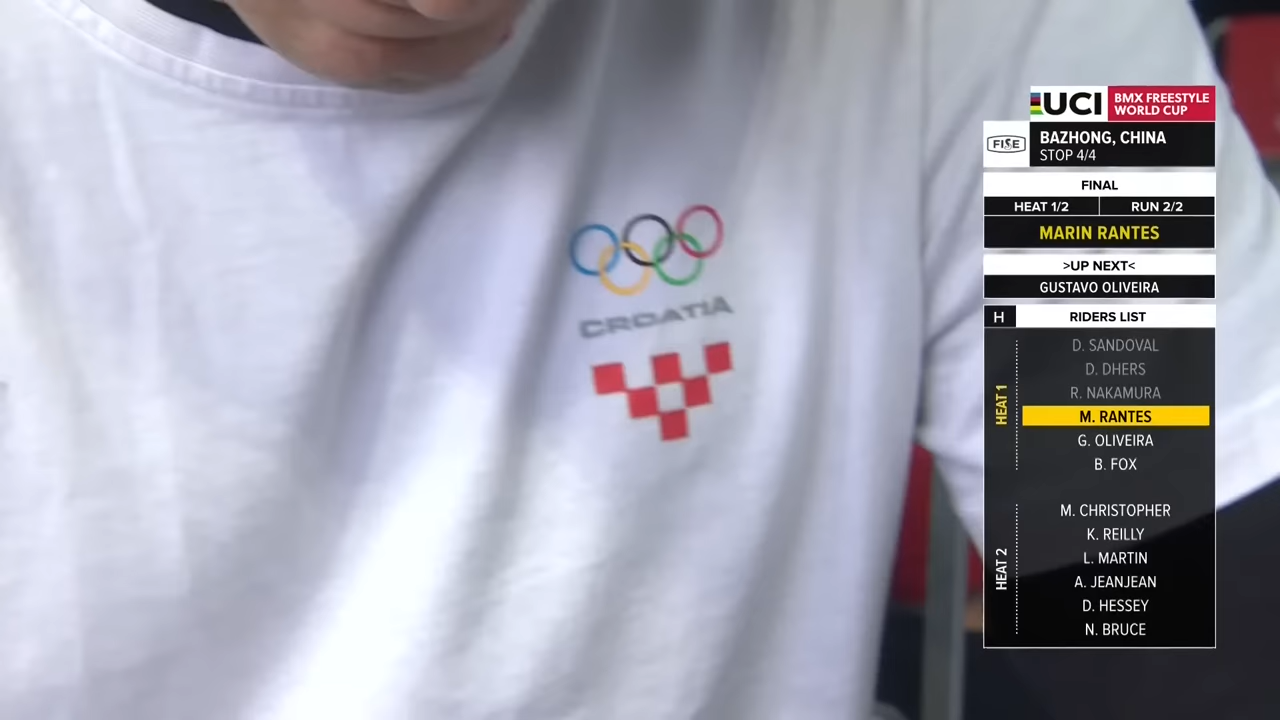 CROATIA
UCI
BMX FREESTYLE
WORLD CUP
FISE
BAZHONG, CHINA
STOP 4/4
FINAL
HEAT 1/2
RUN 2/2
MARIN RANTES
>UP NEXT<
GUSTAVO OLIVEIRA
H
RIDERS LIST
HEAT 1
D. SANDOVAL
D. DHERS
R. NAKAMURA
M. RANTES
G. OLIVEIRA
B. FOX
HEAT 2
M. CHRISTOPHER
K. REILLY
L. MARTIN
A. JEANJEAN
D. HESSEY
N. BRUCE